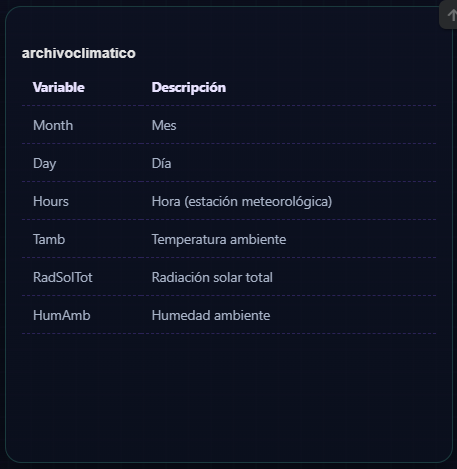 archivoclimatico
Variable Descripción
Month Mes
Day Día
Hours Hora (estación meteorológica)
Tamb Temperatura ambiente
RadSolTot Radiación solar total
HumAmb Humedad ambiente